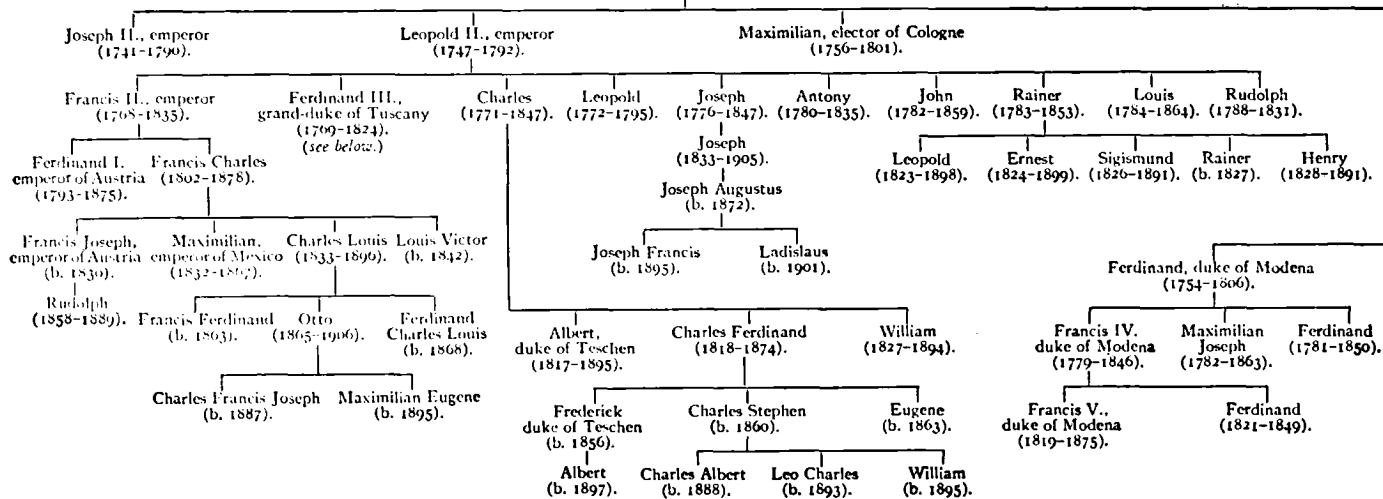 Joseph II., emperor
(1741-1790).
Leopold II., emperor
(1747-1792).
Maximilian, elector of Cologne
(1756-1801).
Francis II., emperor
(1768-1835).
Ferdinand III.,
grand-duke of Tuscany
(1769-1824).
(see below.)
Charles
(1771-1847).
Leopold
(1772-1795).
Joseph
(1776-1847).
Antony
(1780-1835).
John
(1782-1859).
Rainer
(1783-1853).
Louis
(1784-1864).
Rudolph
(1788-1831).
Ferdinand I.
emperor of Austria
(1793-1875).
Francis Charles
(1802-1878).
Joseph
(1833-1905).
Joseph Augustus
(b. 1872).
Joseph Francis
(b. 1895).
Ladislaus
(b. 1901).
Leopold
(1823-1898).
Ernest
(1824-1899).
Sigismund
(1826-1891).
Rainer
(b. 1827).
Henry
(1828-1891).
Francis Joseph,
emperor of Austria
(b. 1830).
Maximilian,
emperor of Mexico
(1832-1867).
Charles Louis
(1833-1896).
Louis Victor
(b. 1842).
Rudolph
(1858-1889).
Francis Ferdinand
(b. 1863).
Otto
(1865-1906).
Ferdinand
Charles Louis
(b. 1868).
Charles Francis Joseph
(b. 1887).
Maximilian Eugene
(b. 1895).
Albert,
duke of Teschen
(1817-1895).
Charles Ferdinand
(1818-1874).
William
(1827-1894).
Frederick
duke of Teschen
(b. 1856).
Charles Stephen
(b. 1860).
Eugene
(b. 1863).
Albert
(b. 1897).
Charles Albert
(b. 1888).
Leo Charles
(b. 1893).
William
(b. 1895).
Ferdinand, duke of Modena
(1754-1806).
Francis IV.
duke of Modena
(1779-1846).
Maximilian
Joseph
(1782-1863).
Ferdinand
(1781-1850).
Francis V.,
duke of Modena
(1819-1875).
Ferdinand
(1821-1849).